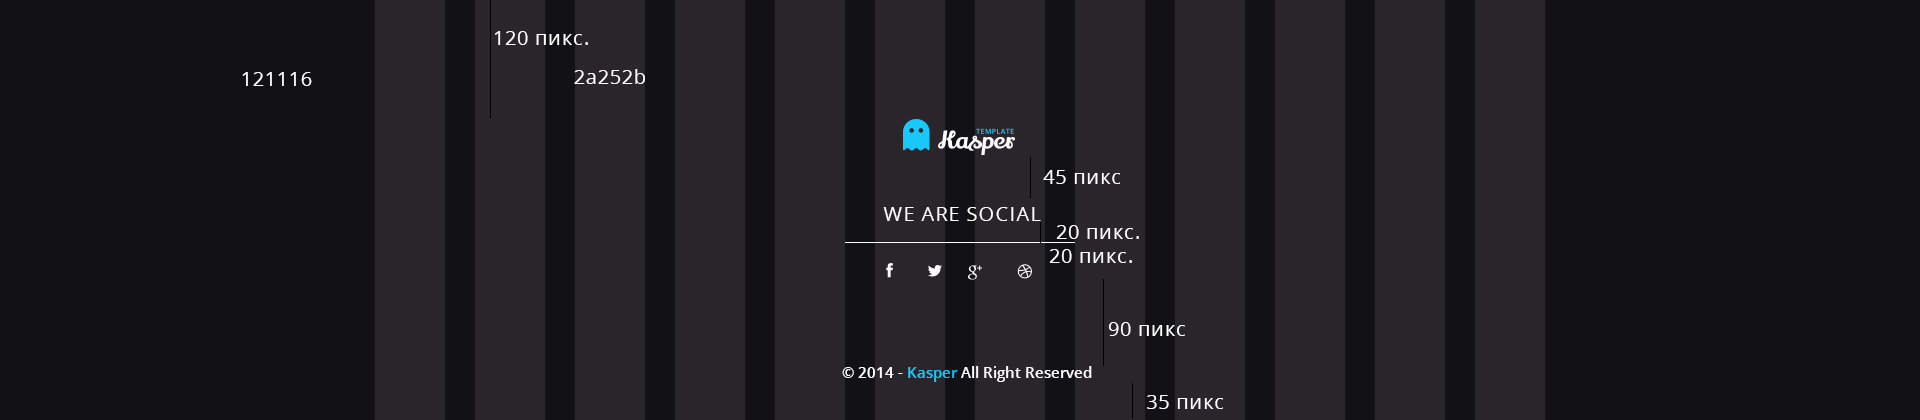 120 пикс.
121116
2a252b
TEMPLATE
Kasper
45 пикс
WE ARE SOCIAL
20 пикс.
20 пикс.
90 пикс
© 2014 - Kasper All Right Reserved
35 пикс